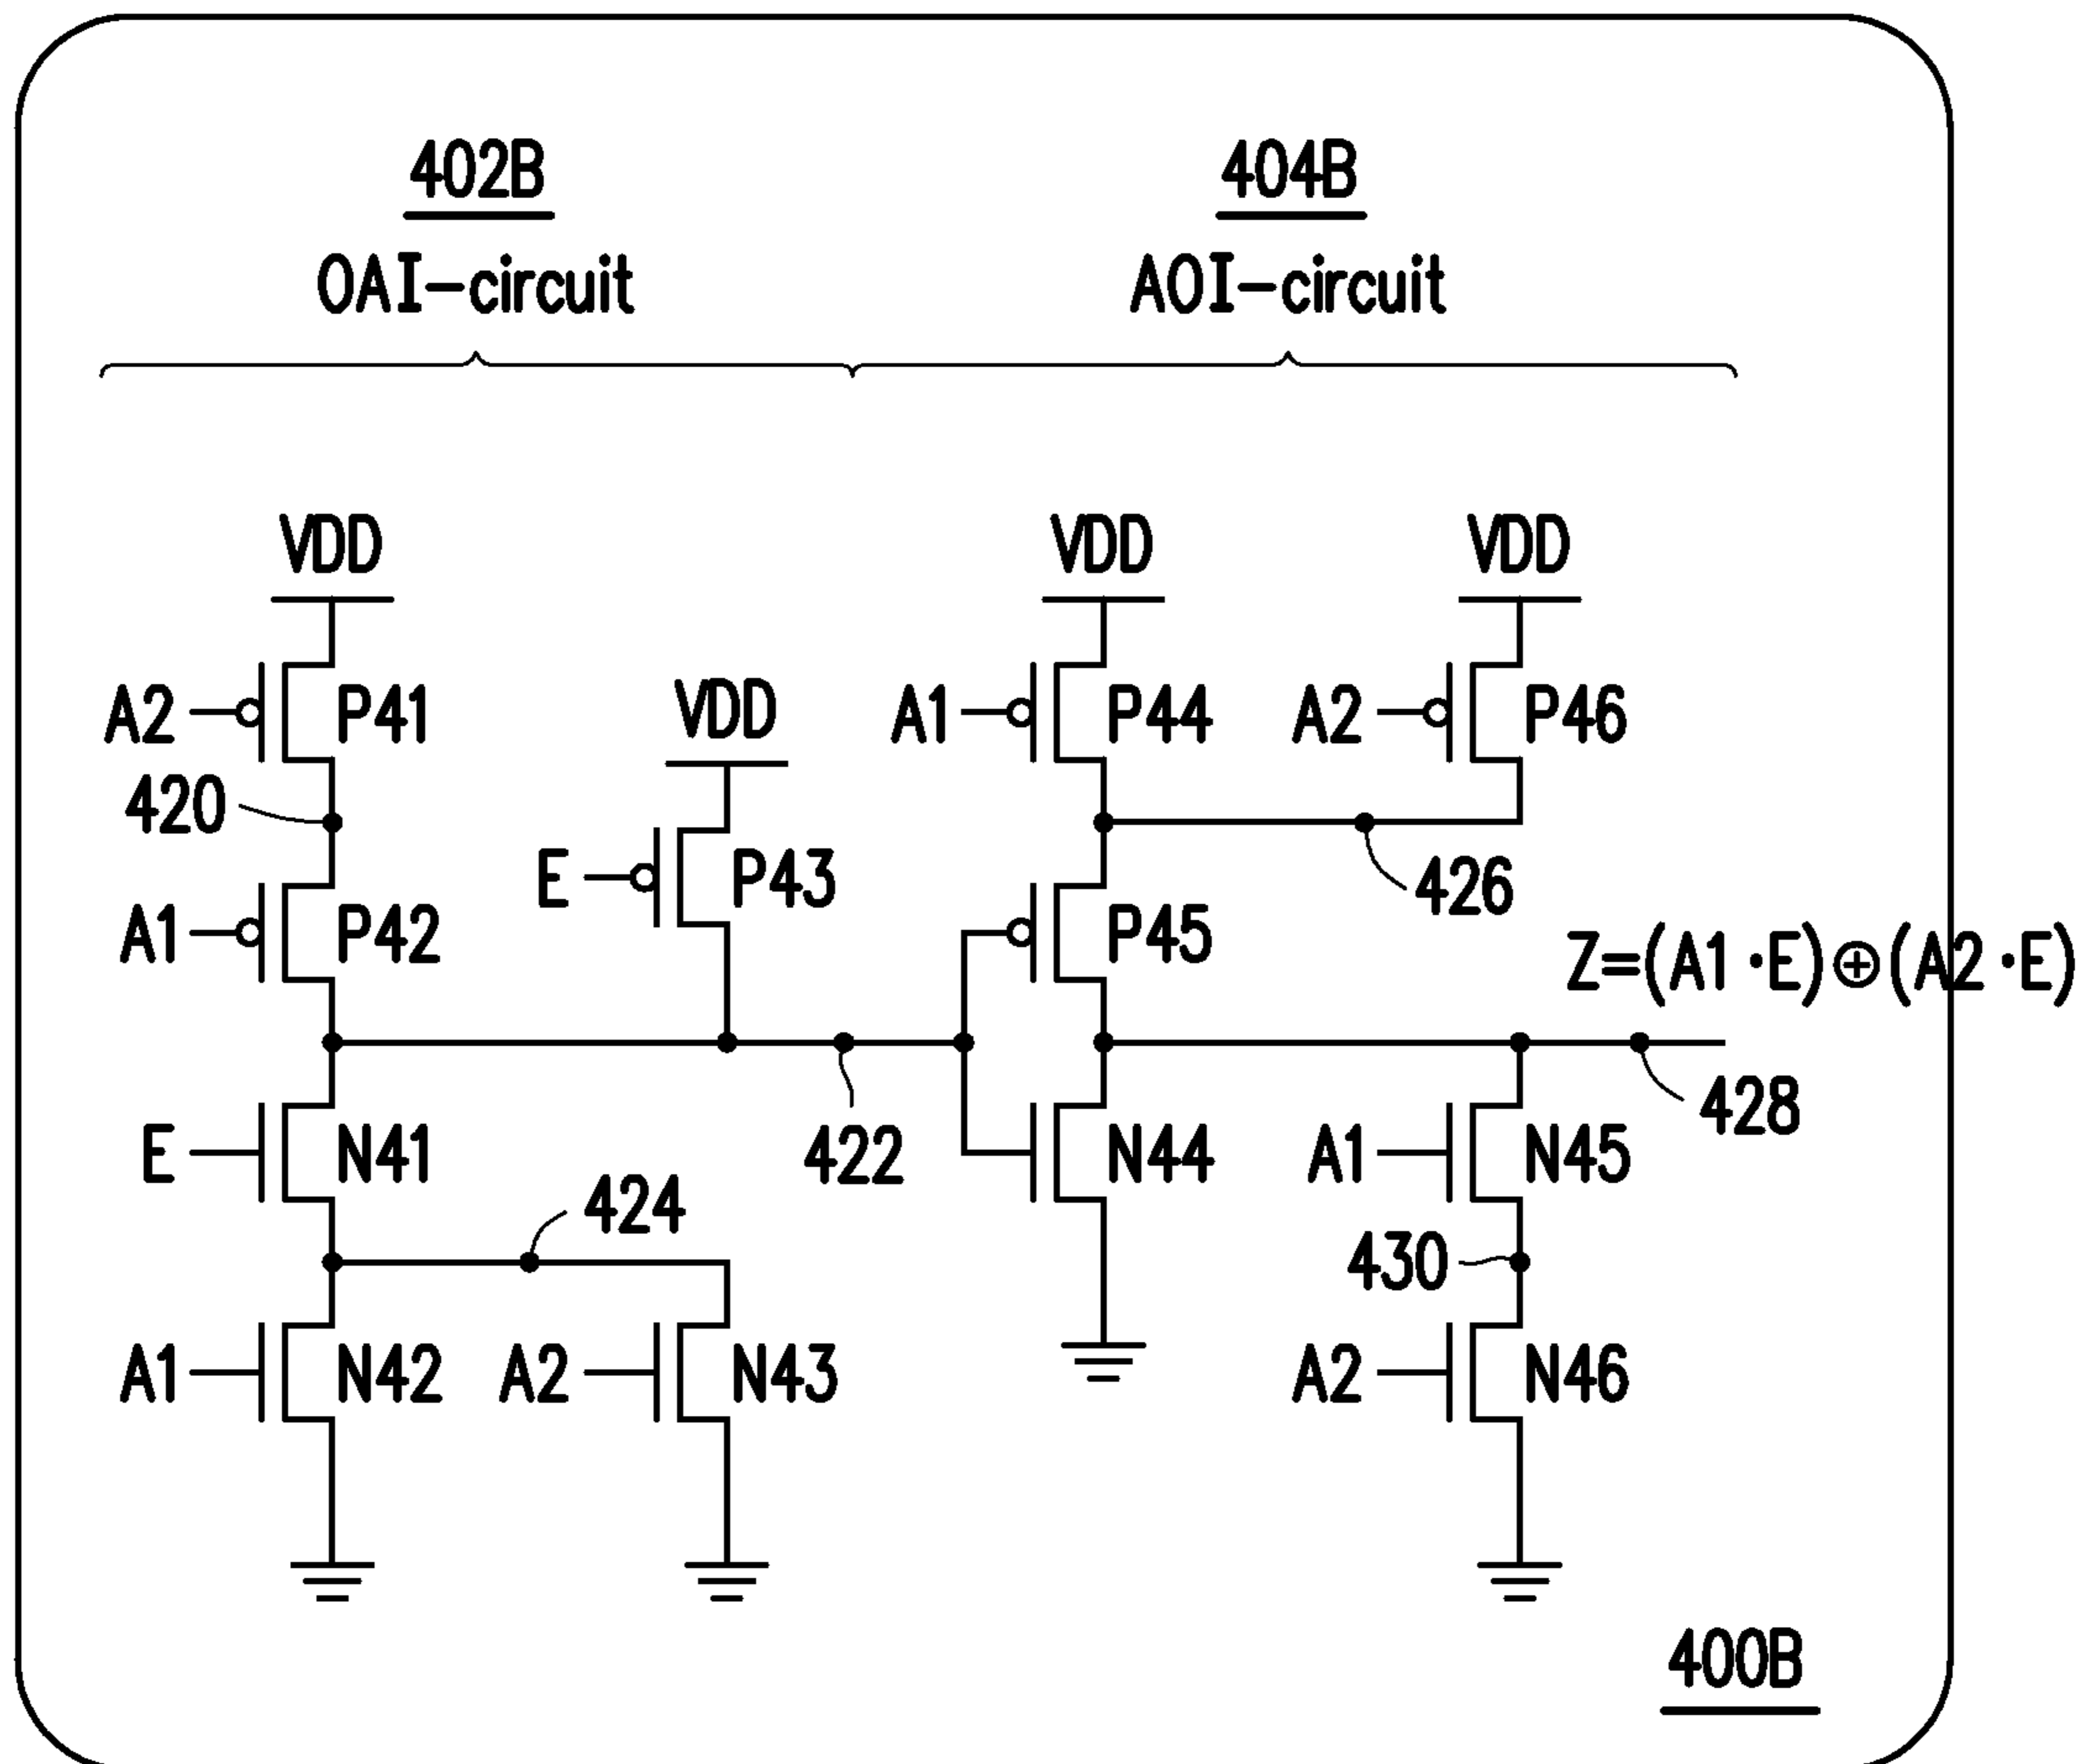 402B 404B
OAI-circuit AOI-circuit
VDD VDD VDD
A2 P41 VDD A1 P44 A2 P46
420
E P43 426
A1 P42 P45
Z=(A1·E)⊕(A2·E)
428
E N41 422 N44 A1 N45
424
430
A1 N42 A2 N43 A2 N46
400B